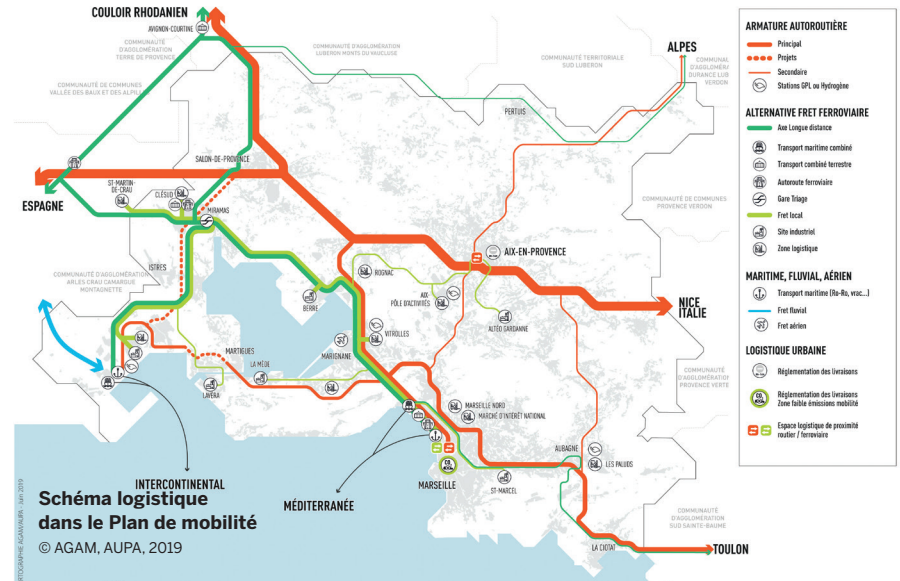 COULOIR RHODANIEN
AVIGNON-COURTINE
COMMUNAUTÉ
D'AGGLOMÉRATION
TERRE DE PROVENCE
COMMUNAUTÉ D'AGGLOMÉRATION
LUBERON MONTS DU VAUCLUSE
COMMUNAUTÉ TERRITORIALE
SUD LUBERON
ALPES
COMMUNAUTÉ DE COMMUNES
VALLÉE DES BAUX ET DES ALPILL
PERTUIS
SALON-DE-PROVENCE
ESPAGNE
ST-MARTIN-
DE-CRAU
CLÉSUD
MIRAMAS
COMMUNAUTÉ DE COMMUNES
PROVENCE VERDON
ISTRES
COMMUNAUTÉ D'AGGLOMÉRATION
ARLES CRAU CAMARGUE
MONTAGNETTE
AIX-EN-PROVENCE
ROGNAC
AIX
PÔLE D'ACTIVITÉS
BERRE
ALTÉO GARDANNE
NICE
ITALIE
VITROLLES
MARIGNANE
MARTIGUES
LA MÈDE
LAVÉRA
COMMUNAUTÉ
D'AGGLOMÉRATION
PROVENCE VERTE
MARSEILLE NORD
MARCHÉ D'INTÉRÊT NATIONAL
AUBAGNE
LES PALUDS
ST-MARCEL
MARSEILLE
INTERCONTINENTAL
MÉDITERRANÉE
COMMUNAUTÉ
D'AGGLOMÉRATION
SUD SAINTE-BAUME
LA CIOTAT
TOULON
Schéma logistique
dans le Plan de mobilité
© AGAM, AUPA, 2019
ARMATURE AUTOROUTIÈRE
Principal
Projets
Secondaire
Stations GPL ou Hydrogène
ALTERNATIVE FRET FERROVIAIRE
Axe Longue distance
Transport maritime combiné
Transport combiné terrestre
Autoroute ferroviaire
Gare Triage
Fret local
Site industriel
Zone logistique
MARITIME, FLUVIAL, AÉRIEN
Transport maritime (Ro-Ro, vrac...)
Fret fluvial
Fret aérien
LOGISTIQUE URBAINE
Réglementation des livraisons
Réglementation des livraisons
Zone faible émissions mobilité
Espace logistique de proximité
routier / ferroviaire